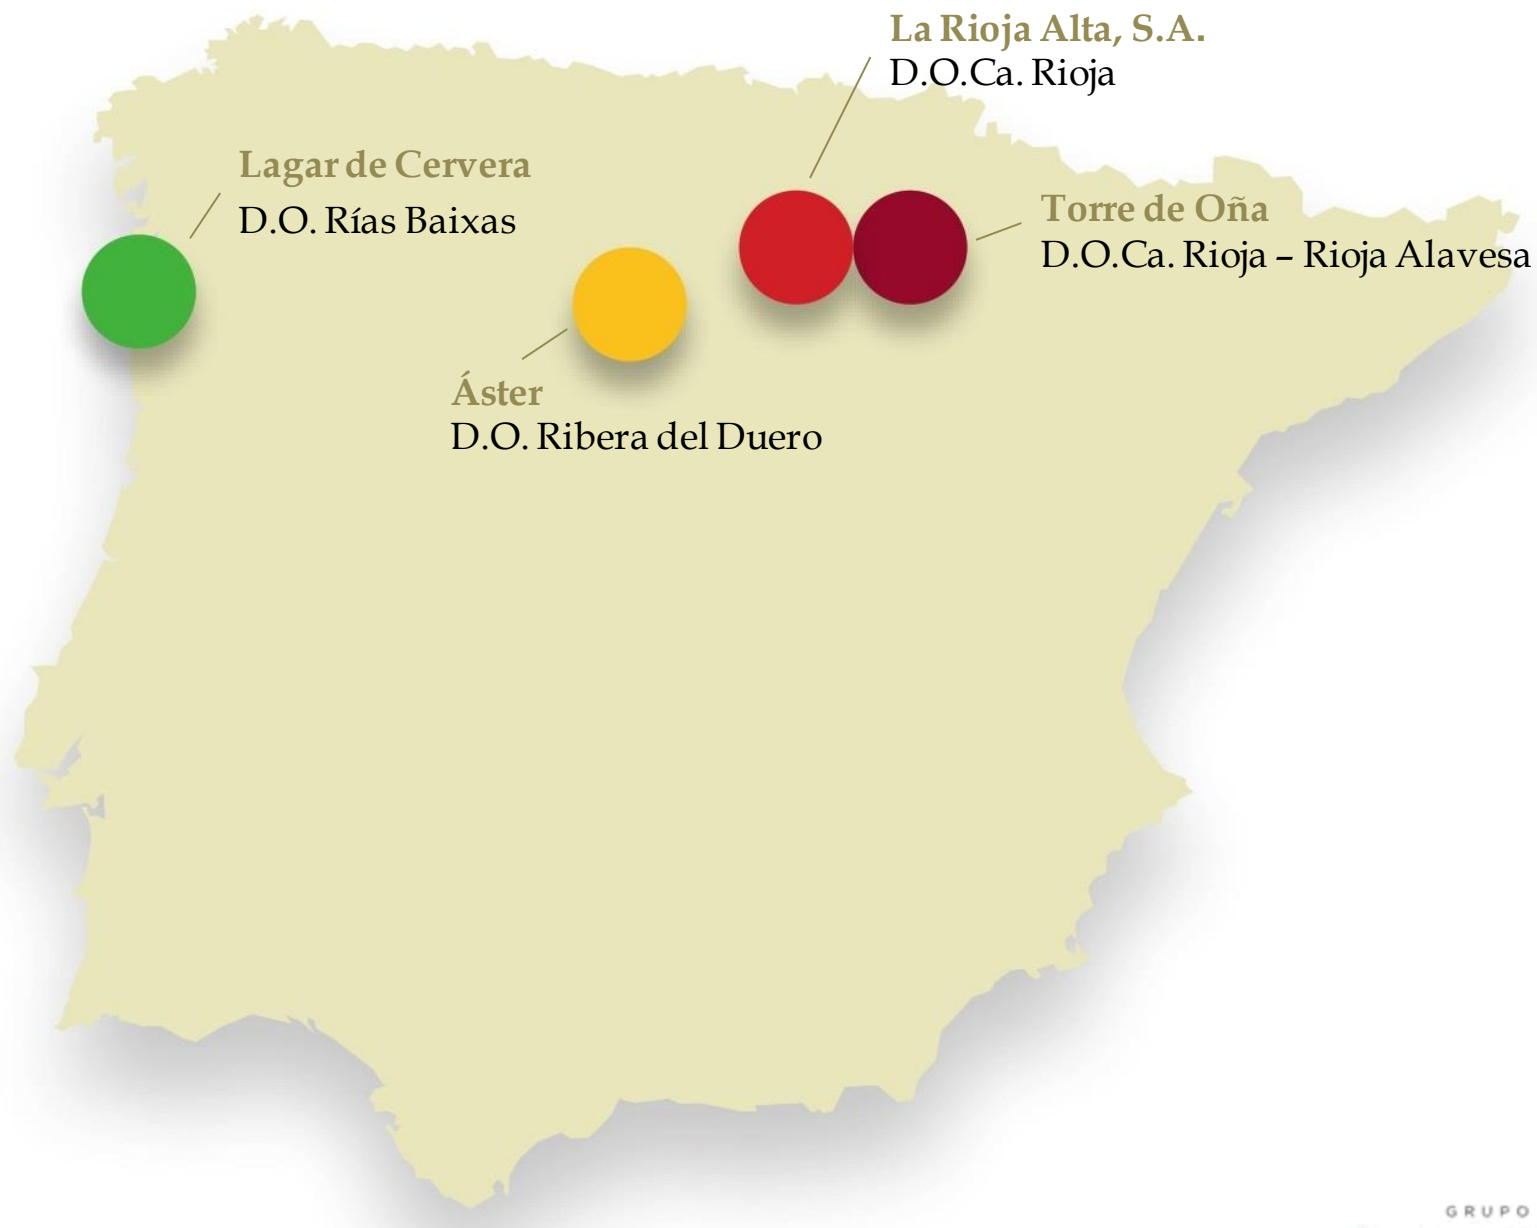 La Rioja Alta, S.A.
D.O.Ca. Rioja
Lagar de Cervera
D.O. Rías Baixas
Torre de Oña
D.O.Ca. Rioja – Rioja Alavesa
Áster
D.O. Ribera del Duero
GRUPO